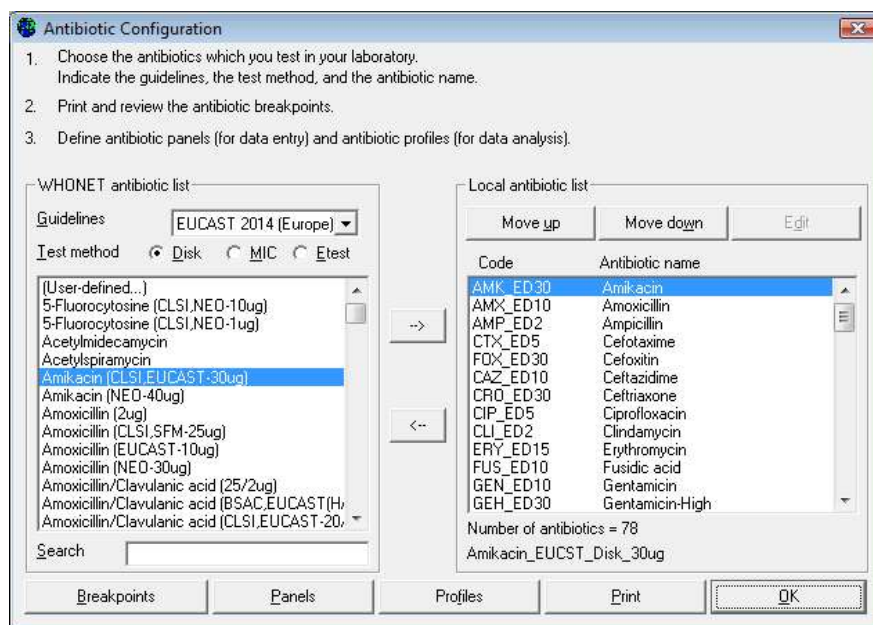 Antibiotic Configuration
1. Choose the antibiotics which you test in your laboratory.
Indicate the guidelines, the test method, and the antibiotic name.
2. Print and review the antibiotic breakpoints.
3. Define antibiotic panels (for data entry) and antibiotic profiles (for data analysis).
WHONET antibiotic list
Guidelines EUCAST 2014 (Europe)
Test method Disk MIC Etest
(User-defined...)
5-Fluorocytosine (CLSI,NEO-10ug)
5-Fluorocytosine (CLSI,NEO-1ug)
Acetylmidecamycin
Acetylspiramycin
Amikacin (CLSI,EUCAST-30ug)
Amikacin (NEO-40ug)
Amoxicillin (2ug)
Amoxicillin (CLSI,SFM-25ug)
Amoxicillin (EUCAST-10ug)
Amoxicillin (NEO-30ug)
Amoxicillin/Clavulanic acid (25/2ug)
Amoxicillin/Clavulanic acid (BSAC,EUCAST(H
Amoxicillin/Clavulanic acid (CLSI,EUCAST-20/
Search
-->
<--
Local antibiotic list
Move up Move down Edit
Code Antibiotic name
AMK_ED30 Amikacin
AMX_ED10 Amoxicillin
AMP_ED2 Ampicillin
CTX_ED5 Cefotaxime
FOX_ED30 Cefoxitin
CAZ_ED10 Ceftazidime
CRO_ED30 Ceftriaxone
CIP_ED5 Ciprofloxacin
CLI_ED2 Clindamycin
ERY_ED15 Erythromycin
FUS_ED10 Fusidic acid
GEN_ED10 Gentamicin
GEH_ED30 Gentamicin-High
Number of antibiotics = 78
Amikacin_EUCST_Disk_30ug
Breakpoints Panels Profiles Print OK